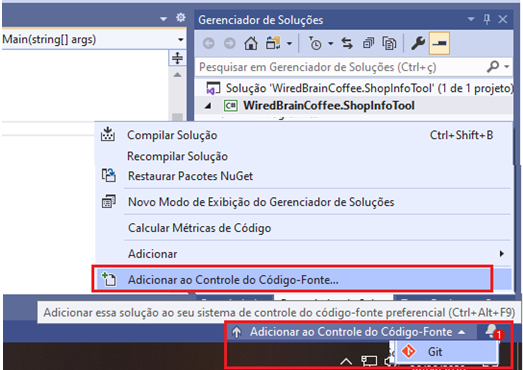 Gerenciador de Soluções
Main(string[] args)
Pesquisar em Gerenciador de Soluções (Ctrl+ç)
Solução 'WiredBrainCoffee.ShopInfoTool' (1 de 1 projeto)
C# WiredBrainCoffee.ShopInfoTool
Compilar Solução Ctrl+Shift+B
Recompilar Solução
Restaurar Pacotes NuGet
Novo Modo de Exibição do Gerenciador de Soluções
Calcular Métricas de Código
Adicionar
Adicionar ao Controle do Código-Fonte...
Adicionar essa solução ao seu sistema de controle do código-fonte preferencial (Ctrl+Alt+F9)
Adicionar ao Controle do Código-Fonte
1
Git